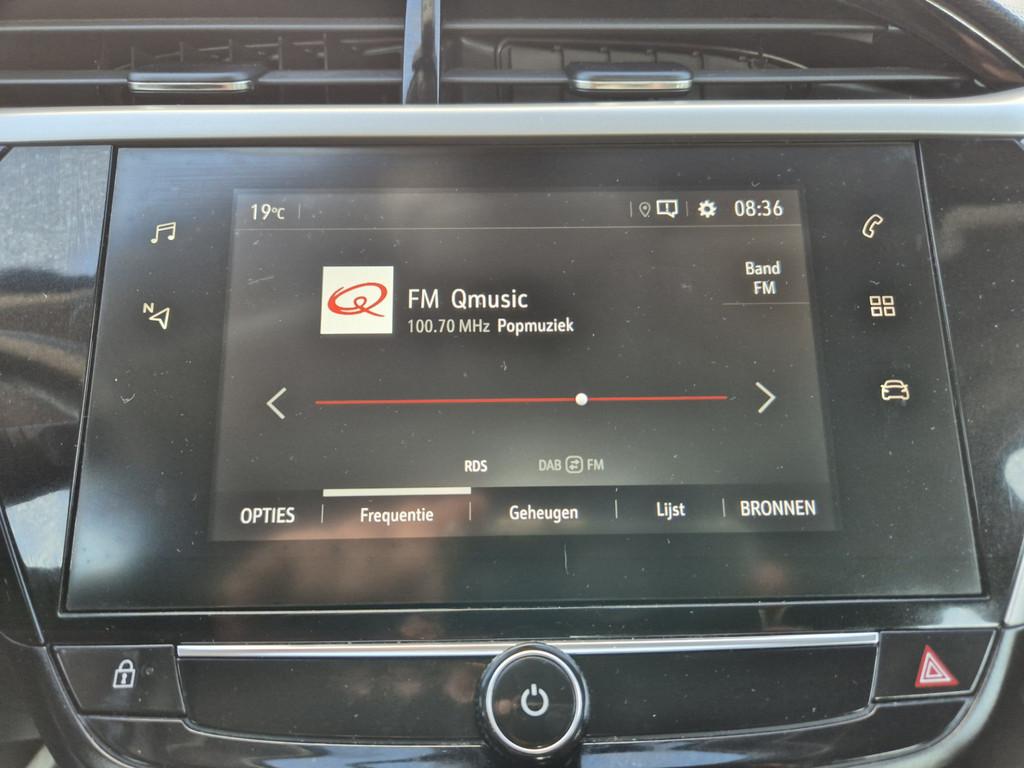 19°C
08:36
N
Q
FM Qmusic
100.70 MHz Popmuziek
Band
FM
RDS
DAB FM
OPTIES Frequentie Geheugen Lijst BRONNEN